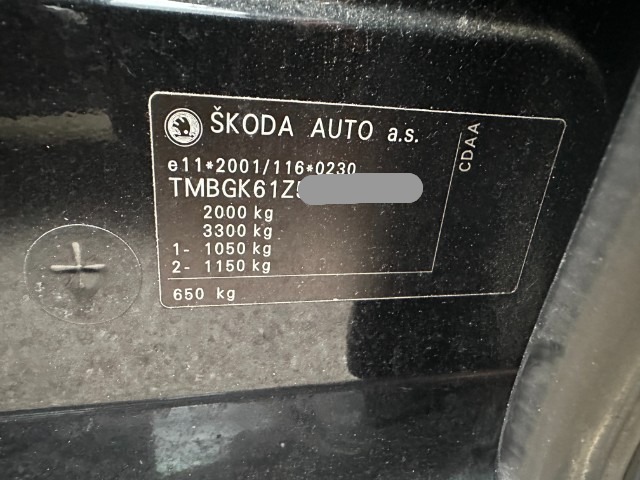 ŠKODA AUTO a.s.
CDAA
e11*2001/116*0230
TMBGK61Z5
2000 kg
3300 kg
1- 1050 kg
2- 1150 kg
650 kg